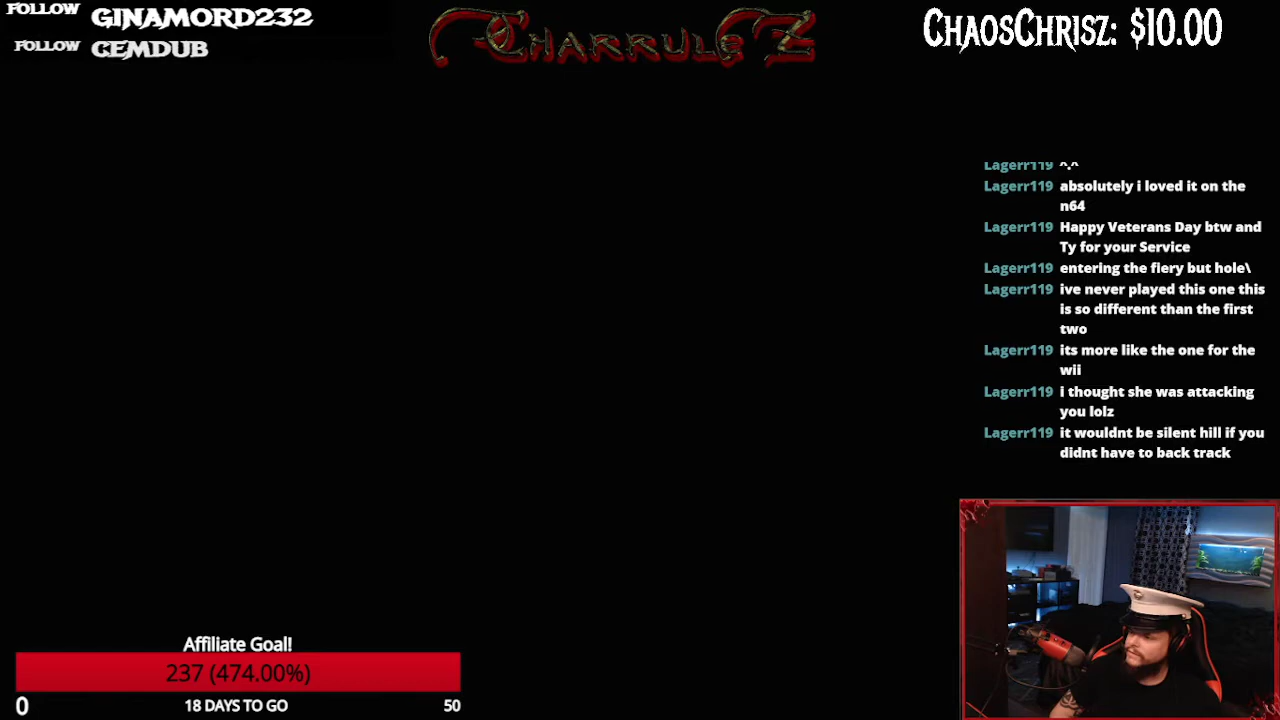 FOLLOW GINAMORD232
FOLLOW GEMDUB
CHARRULEZ
CHAOSCHRISZ: $10.00
Lagerr119 ^.^
Lagerr119 absolutely i loved it on the
n64
Lagerr119 Happy Veterans Day btw and
Ty for your Service
Lagerr119 entering the fiery but hole\
Lagerr119 ive never played this one this
is so different than the first
two
Lagerr119 its more like the one for the
wii
Lagerr119 i thought she was attacking
you lolz
Lagerr119 it wouldnt be silent hill if you
didnt have to back track
Affiliate Goal!
237 (474.00%)
0 18 DAYS TO GO 50